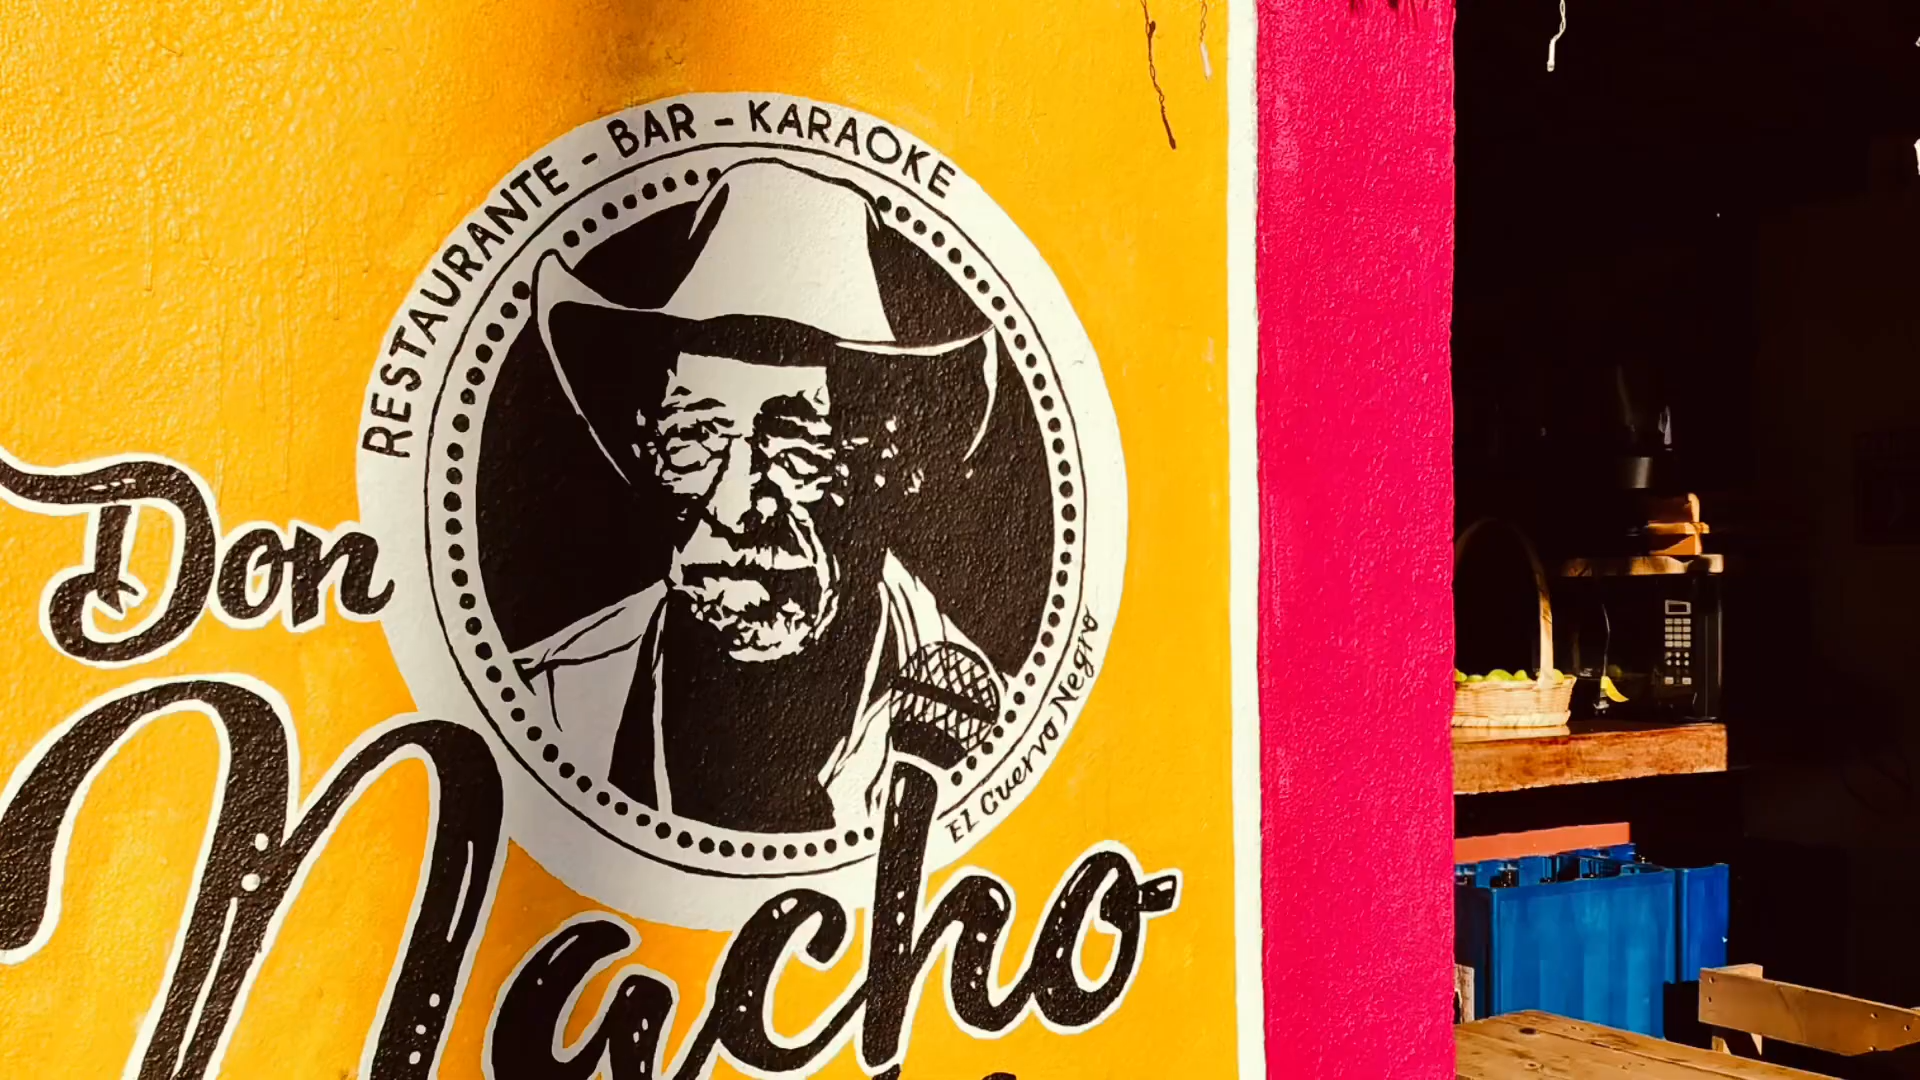 RESTAURANTE - BAR - KARAOKE
El Cuervo Negro
Don
Nacho